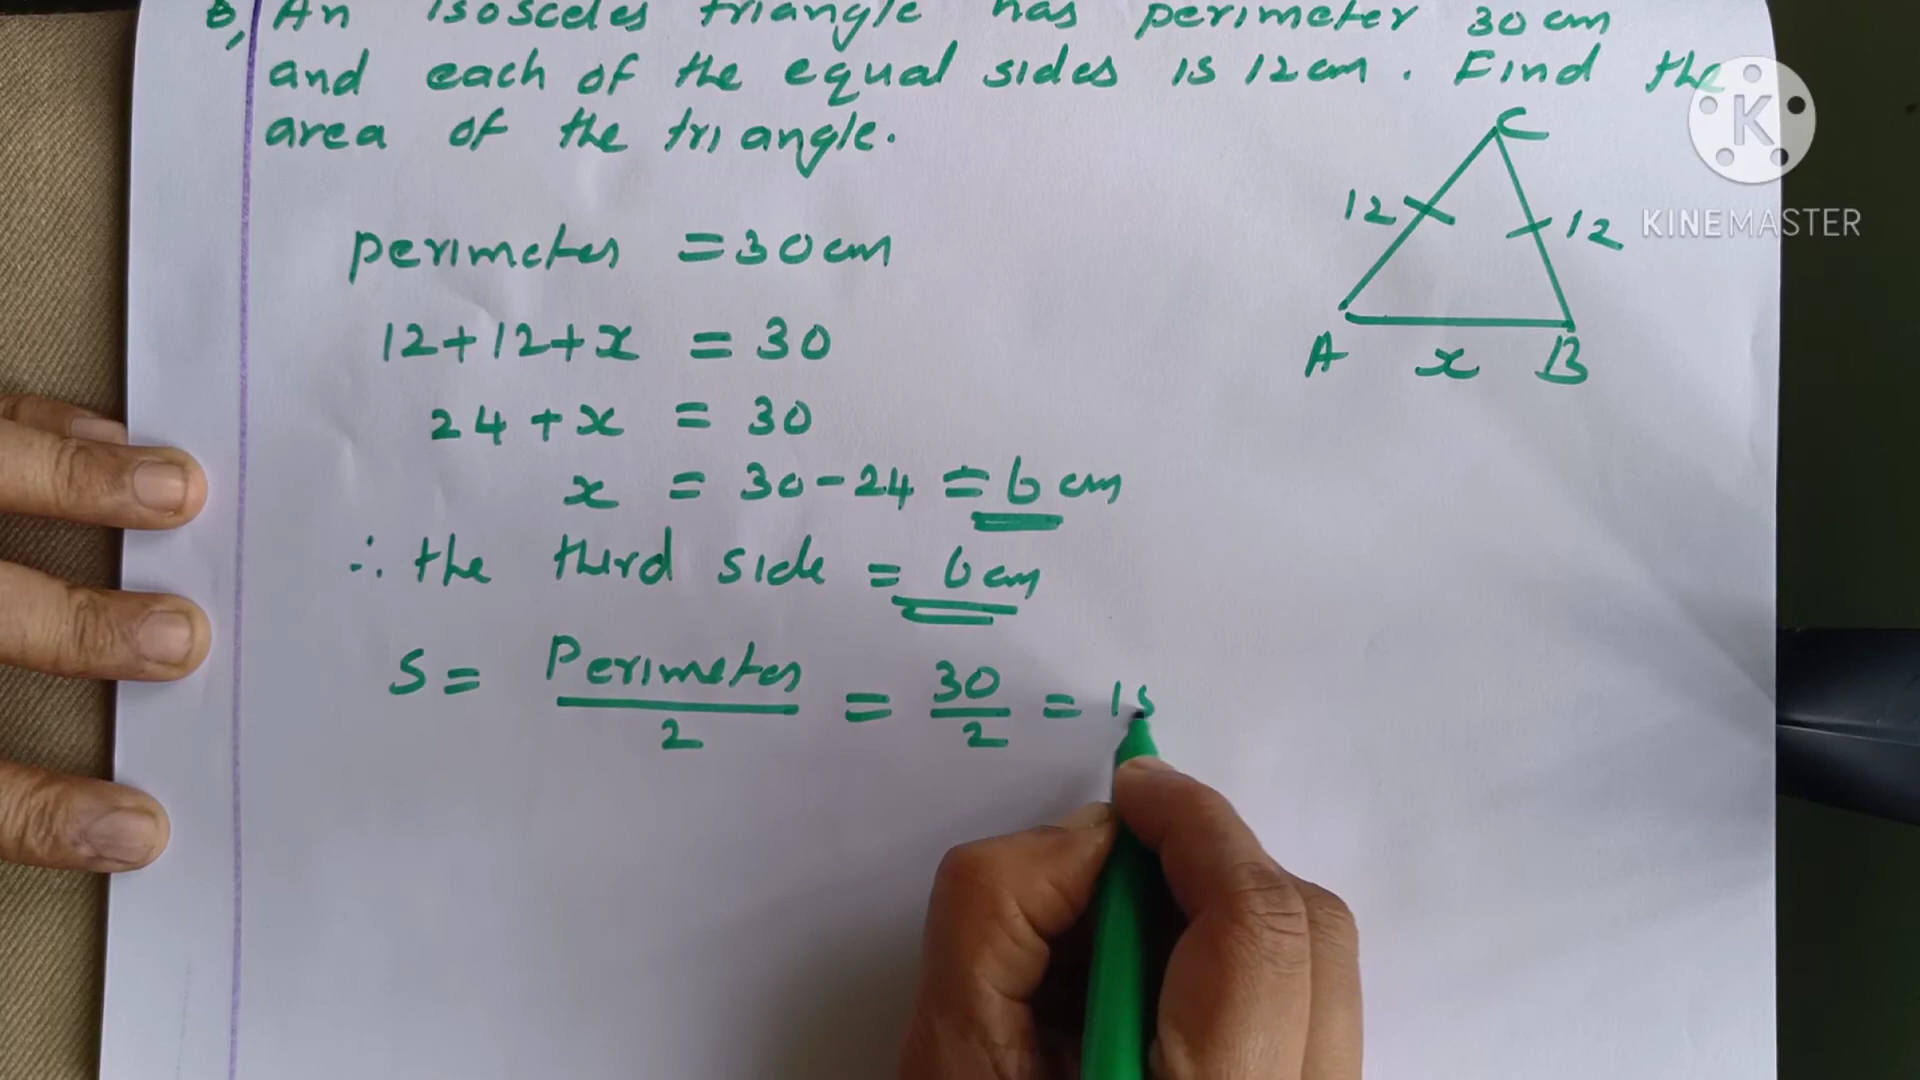 6, An isosceles triangle has perimeter 30 cm
and each of the equal sides is 12 cm. Find the
area of the triangle.
C
12
12
A x B
K
KINEMASTER
perimeter = 30 cm
12+12+x = 30
24+x = 30
x = 30-24 = 6 cm
∴ the third side = 6 cm
S = Perimeter/2 = 30/2 = 15